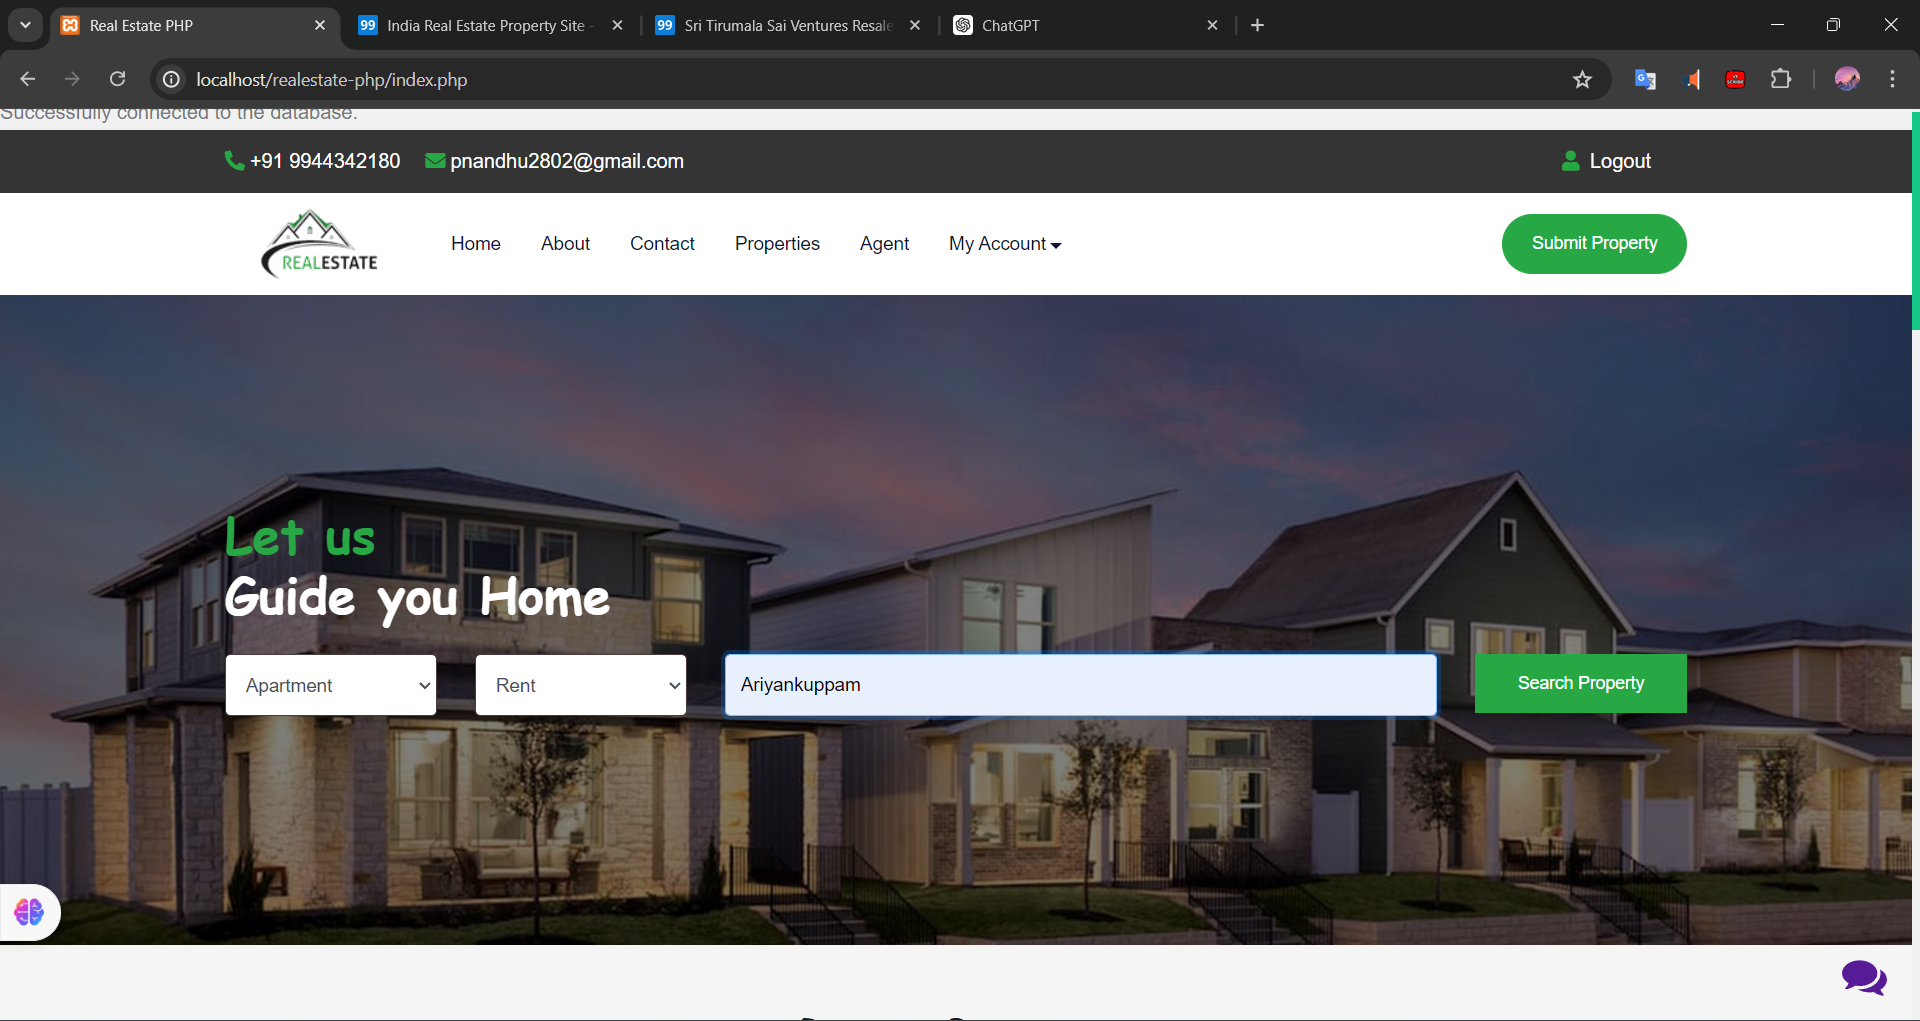 Real Estate PHP
99 India Real Estate Property Site -
99 Sri Tirumala Sai Ventures Resale
ChatGPT
localhost/realestate-php/index.php
Successfully connected to the database.
+91 9944342180 pnandhu2802@gmail.com
Logout
REALESTATE
Home About Contact Properties Agent My Account
Submit Property
Let us
Guide you Home
Apartment
Rent
Ariyankuppam
Search Property